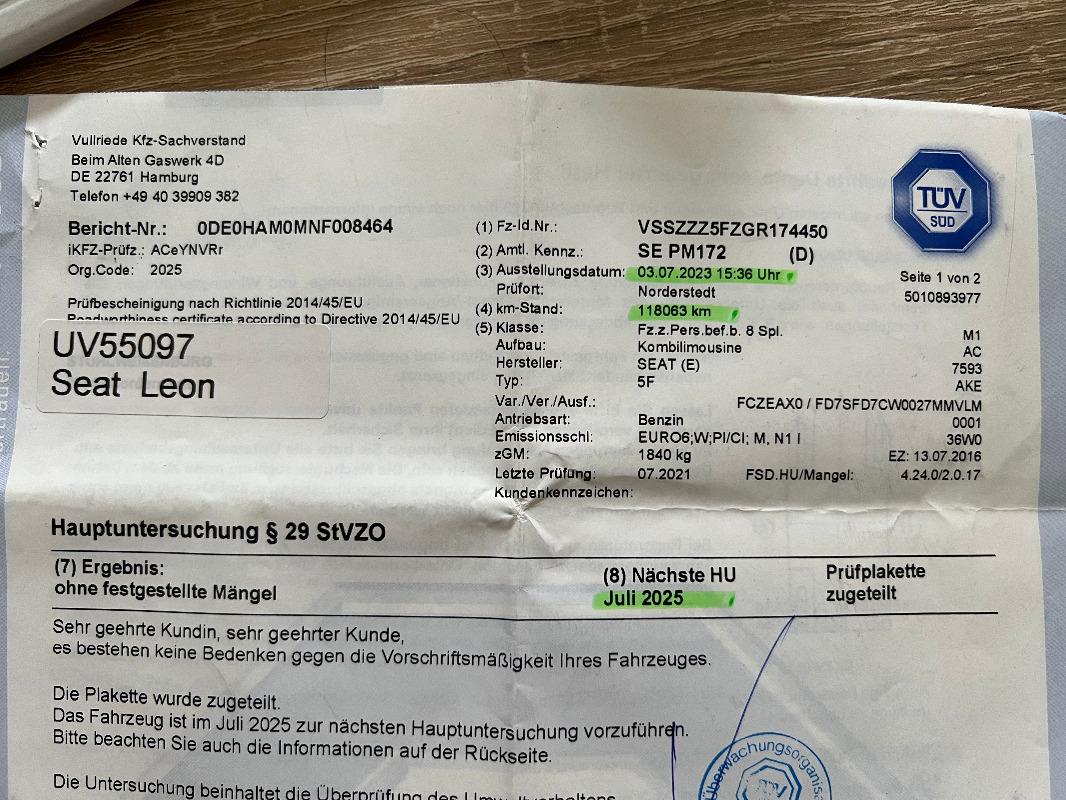 Vullriede Kfz-Sachverstand
Beim Alten Gaswerk 4D
DE 22761 Hamburg
Telefon +49 40 39909 382
TÜV
SÜD
Bericht-Nr.: 0DE0HAM0MNF008464
iKFZ-Prüfz.: ACeYNVRr
Org.Code: 2025
Prüfbescheinigung nach Richtlinie 2014/45/EU
Roadworthiness certificate according to Directive 2014/45/EU
UV55097
Seat Leon
(1) Fz-Id.Nr.: VSSZZZ5FZGR174450
(2) Amtl. Kennz.: SE PM172 (D)
(3) Ausstellungsdatum: 03.07.2023 15:36 Uhr
Seite 1 von 2
Prüfort: Norderstedt
5010893977
(4) km-Stand: 118063 km
(5) Klasse: Fz.z.Pers.bef.b. 8 Spl. M1
Aufbau: Kombilimousine AC
Hersteller: SEAT (E) 7593
Typ: 5F AKE
Var./Ver./Ausf.: FCZEAX0 / FD7SFD7CW0027MMVLM
Antriebsart: Benzin 0001
Emissionsschl: EURO6;W;PI/CI; M, N1 I 36W0
zGM: 1840 kg EZ: 13.07.2016
Letzte Prüfung: 07.2021 FSD.HU/Mangel: 4.24.0/2.0.17
Kundenkennzeichen:
Hauptuntersuchung § 29 StVZO
(7) Ergebnis:
ohne festgestellte Mängel
(8) Nächste HU
Juli 2025
Prüfplakette
zugeteilt
Sehr geehrte Kundin, sehr geehrter Kunde,
es bestehen keine Bedenken gegen die Vorschriftsmäßigkeit Ihres Fahrzeuges.
Die Plakette wurde zugeteilt.
Das Fahrzeug ist im Juli 2025 zur nächsten Hauptuntersuchung vorzuführen.
Bitte beachten Sie auch die Informationen auf der Rückseite.
Die Untersuchung beinhaltet die Überprüfung des Umweltverhaltens